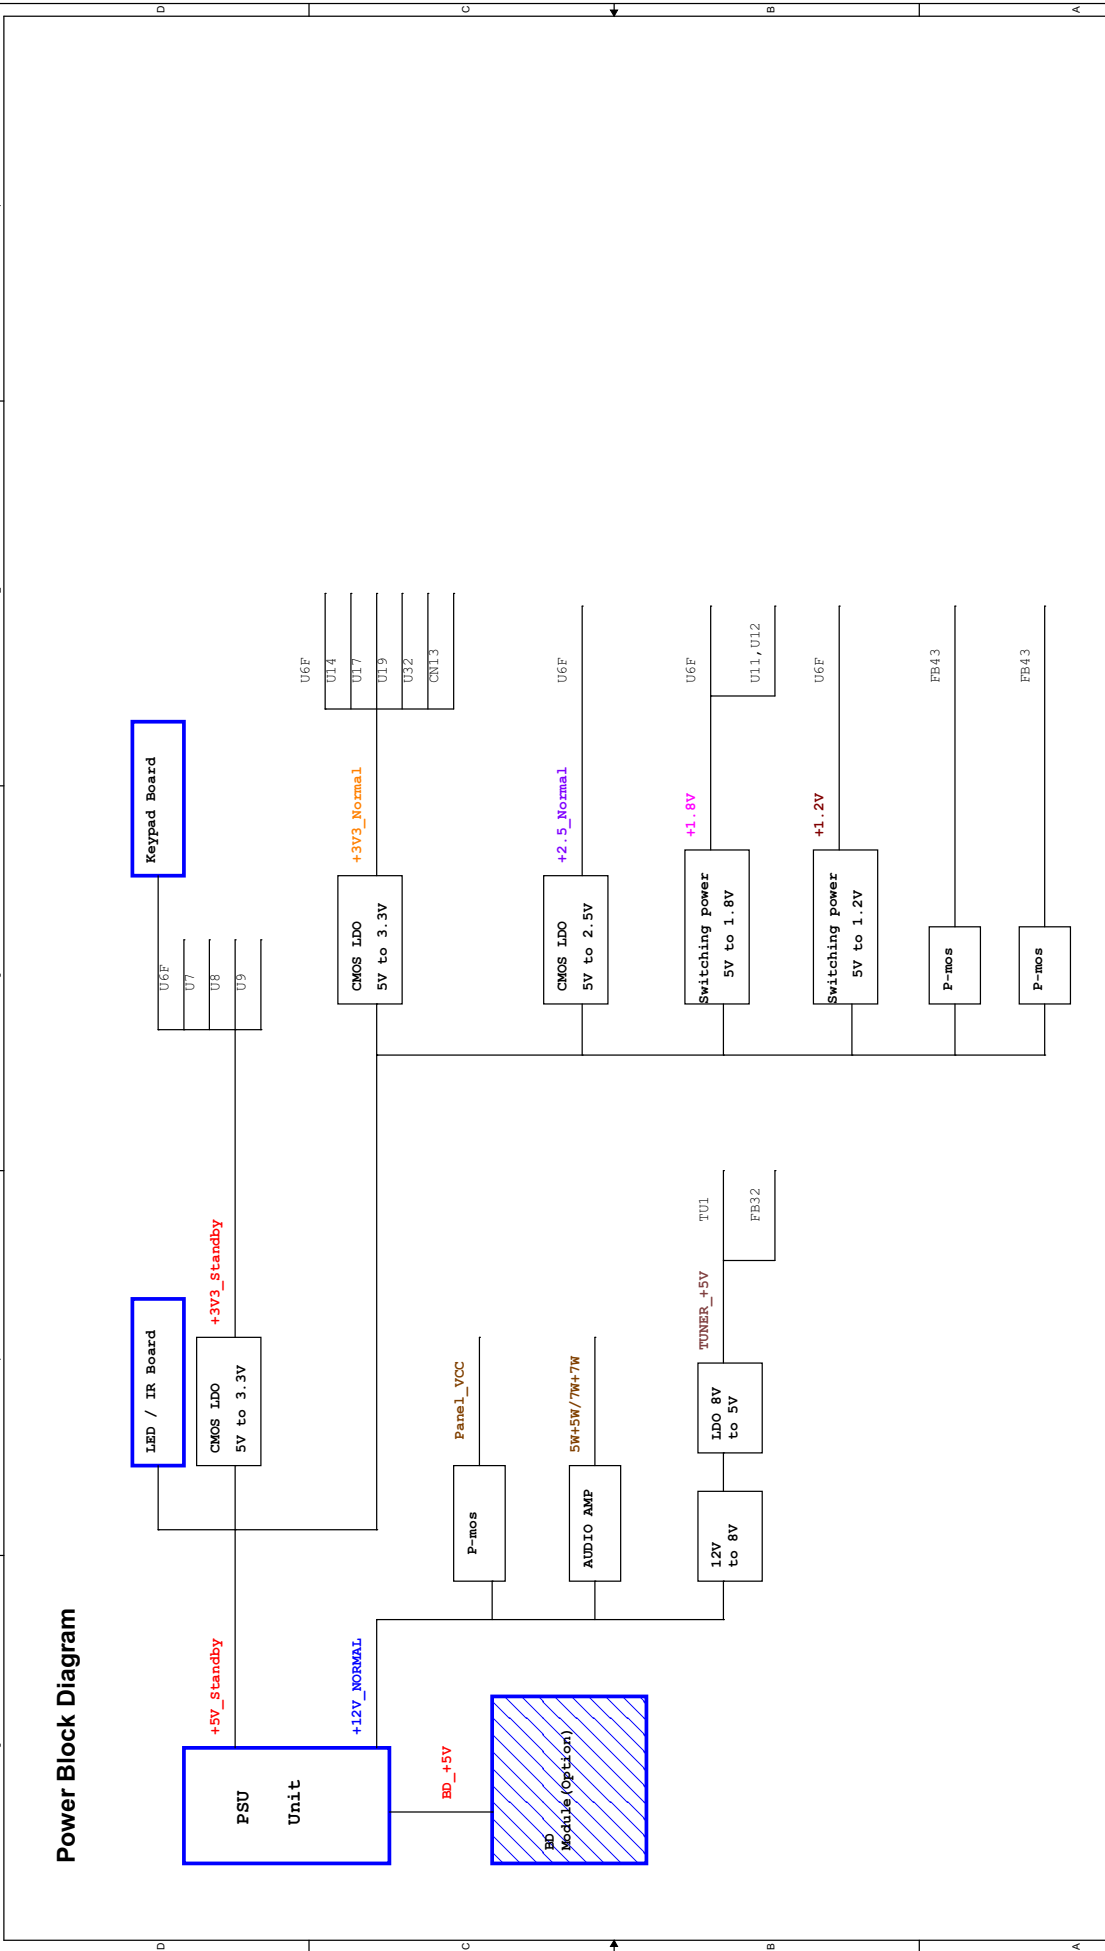 Power Block Diagram
D
C
B
A
D
C
B
A
LED / IR Board
Keypad Board
+5V_Standby
CMOS LDO
5V to 3.3V
+3V3_Standby
U6F
U7
U8
U9
PSU
Unit
+12V_NORMAL
CMOS LDO
5V to 3.3V
+3V3_Normal
U6F
U14
U17
U19
U32
CN13
BD_+5V
P-mos
Panel_VCC
BD
Module(Option)
AUDIO AMP
5W+5W/7W+7W
CMOS LDO
5V to 2.5V
+2.5_Normal
U6F
12V
to 8V
LDO 8V
to 5V
TUNER_+5V
TU1
FB32
Switching power
5V to 1.8V
+1.8V
U6F
U11,U12
Switching power
5V to 1.2V
+1.2V
U6F
P-mos
FB43
P-mos
FB43